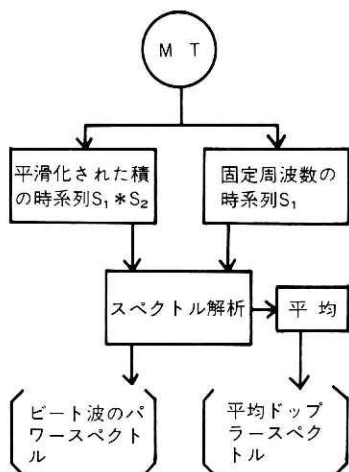 M T
平滑化された積
の時系列S₁*S₂
固定周波数の
時系列S₁
スペクトル解析
平 均
ビート波のパ
ワースペクト
ル
平均ドップ
ラースペク
トル